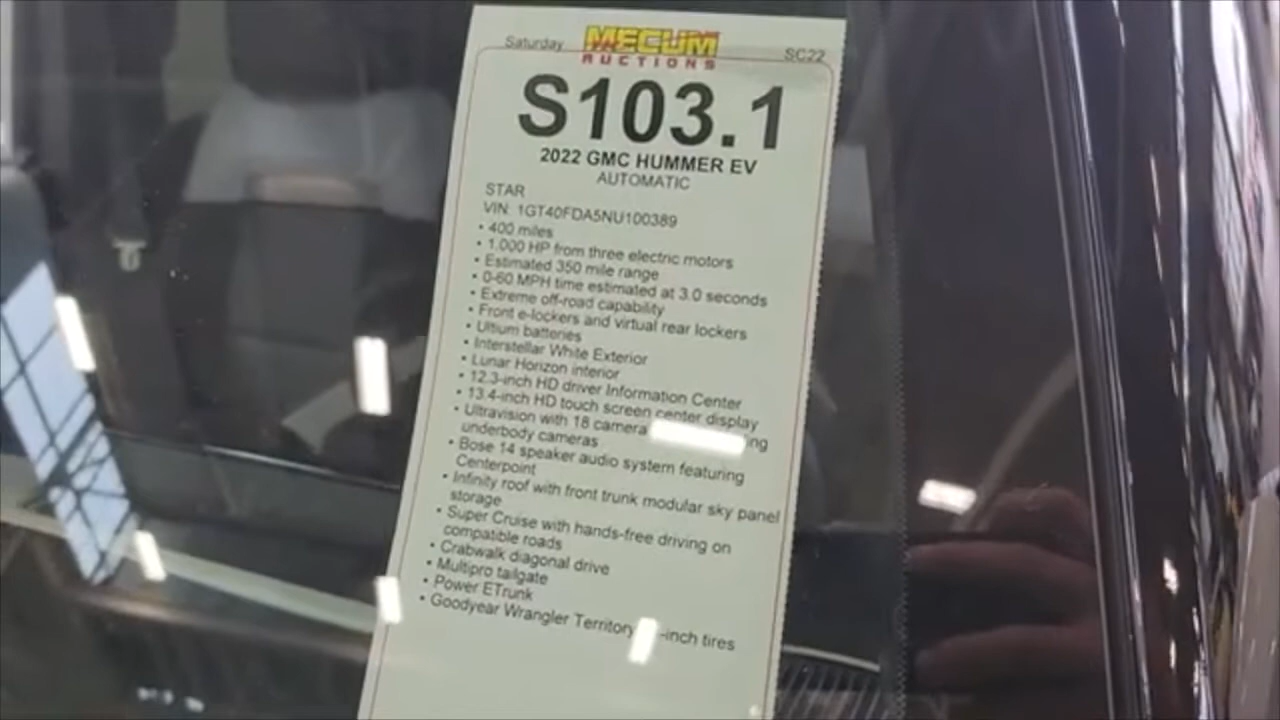 Saturday MECUM SC22
AUCTIONS
S103.1
2022 GMC HUMMER EV
AUTOMATIC
STAR
VIN: 1GT40FDA5NU100389
• 400 miles
• 1,000 HP from three electric motors
• Estimated 350 mile range
• 0-60 MPH time estimated at 3.0 seconds
• Extreme off-road capability
• Front e-lockers and virtual rear lockers
• Ultium batteries
• Interstellar White Exterior
• Lunar Horizon interior
• 12.3-inch HD driver Information Center
• 13.4-inch HD touch screen center display
• Ultravision with 18 camera
underbody cameras
• Bose 14 speaker audio system featuring
Centerpoint
• Infinity roof with front trunk modular sky panel
storage
• Super Cruise with hands-free driving on
compatible roads
• Crabwalk diagonal drive
• Multipro tailgate
• Power ETrunk
• Goodyear Wrangler Territory -inch tires